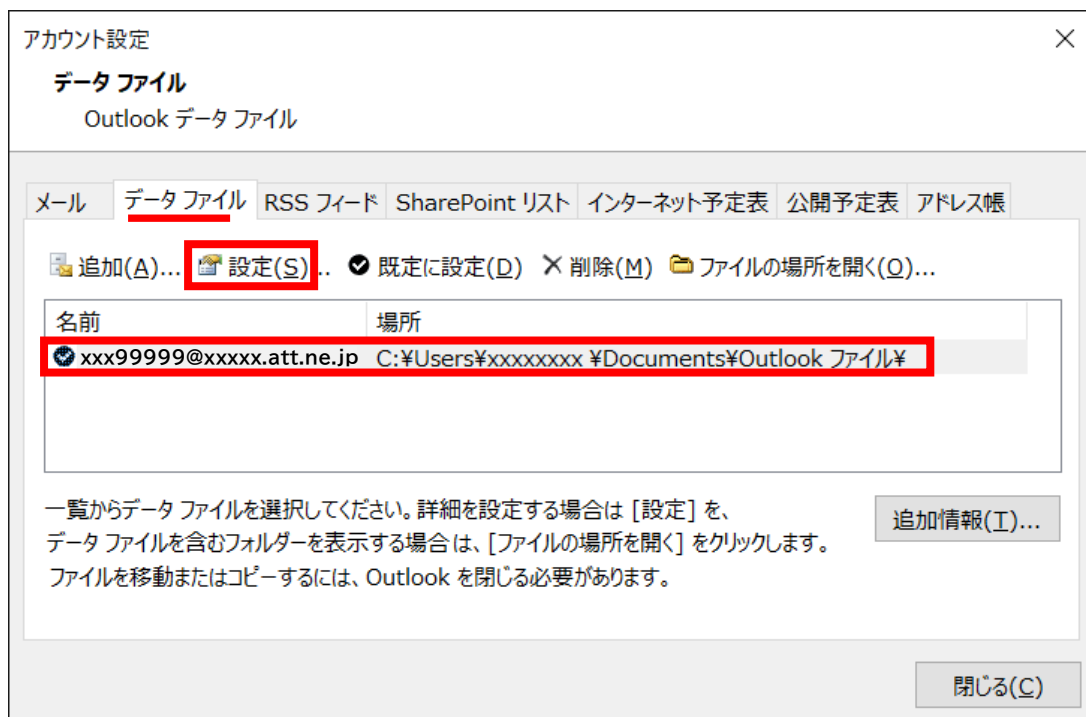 アカウント設定
データ ファイル
Outlook データ ファイル
メール データ ファイル RSS フィード SharePoint リスト インターネット予定表 公開予定表 アドレス帳
追加(A)... 設定(S)... 既定に設定(D) 削除(M) ファイルの場所を開く(O)...
名前 場所
xxx99999@xxxxx.att.ne.jp C:¥Users¥xxxxxxxx ¥Documents¥Outlook ファイル¥
一覧からデータ ファイルを選択してください。詳細を設定する場合は [設定] を、
データ ファイルを含むフォルダーを表示する場合は、[ファイルの場所を開く] をクリックします。
ファイルを移動またはコピーするには、Outlook を閉じる必要があります。
追加情報(T)...
閉じる(C)